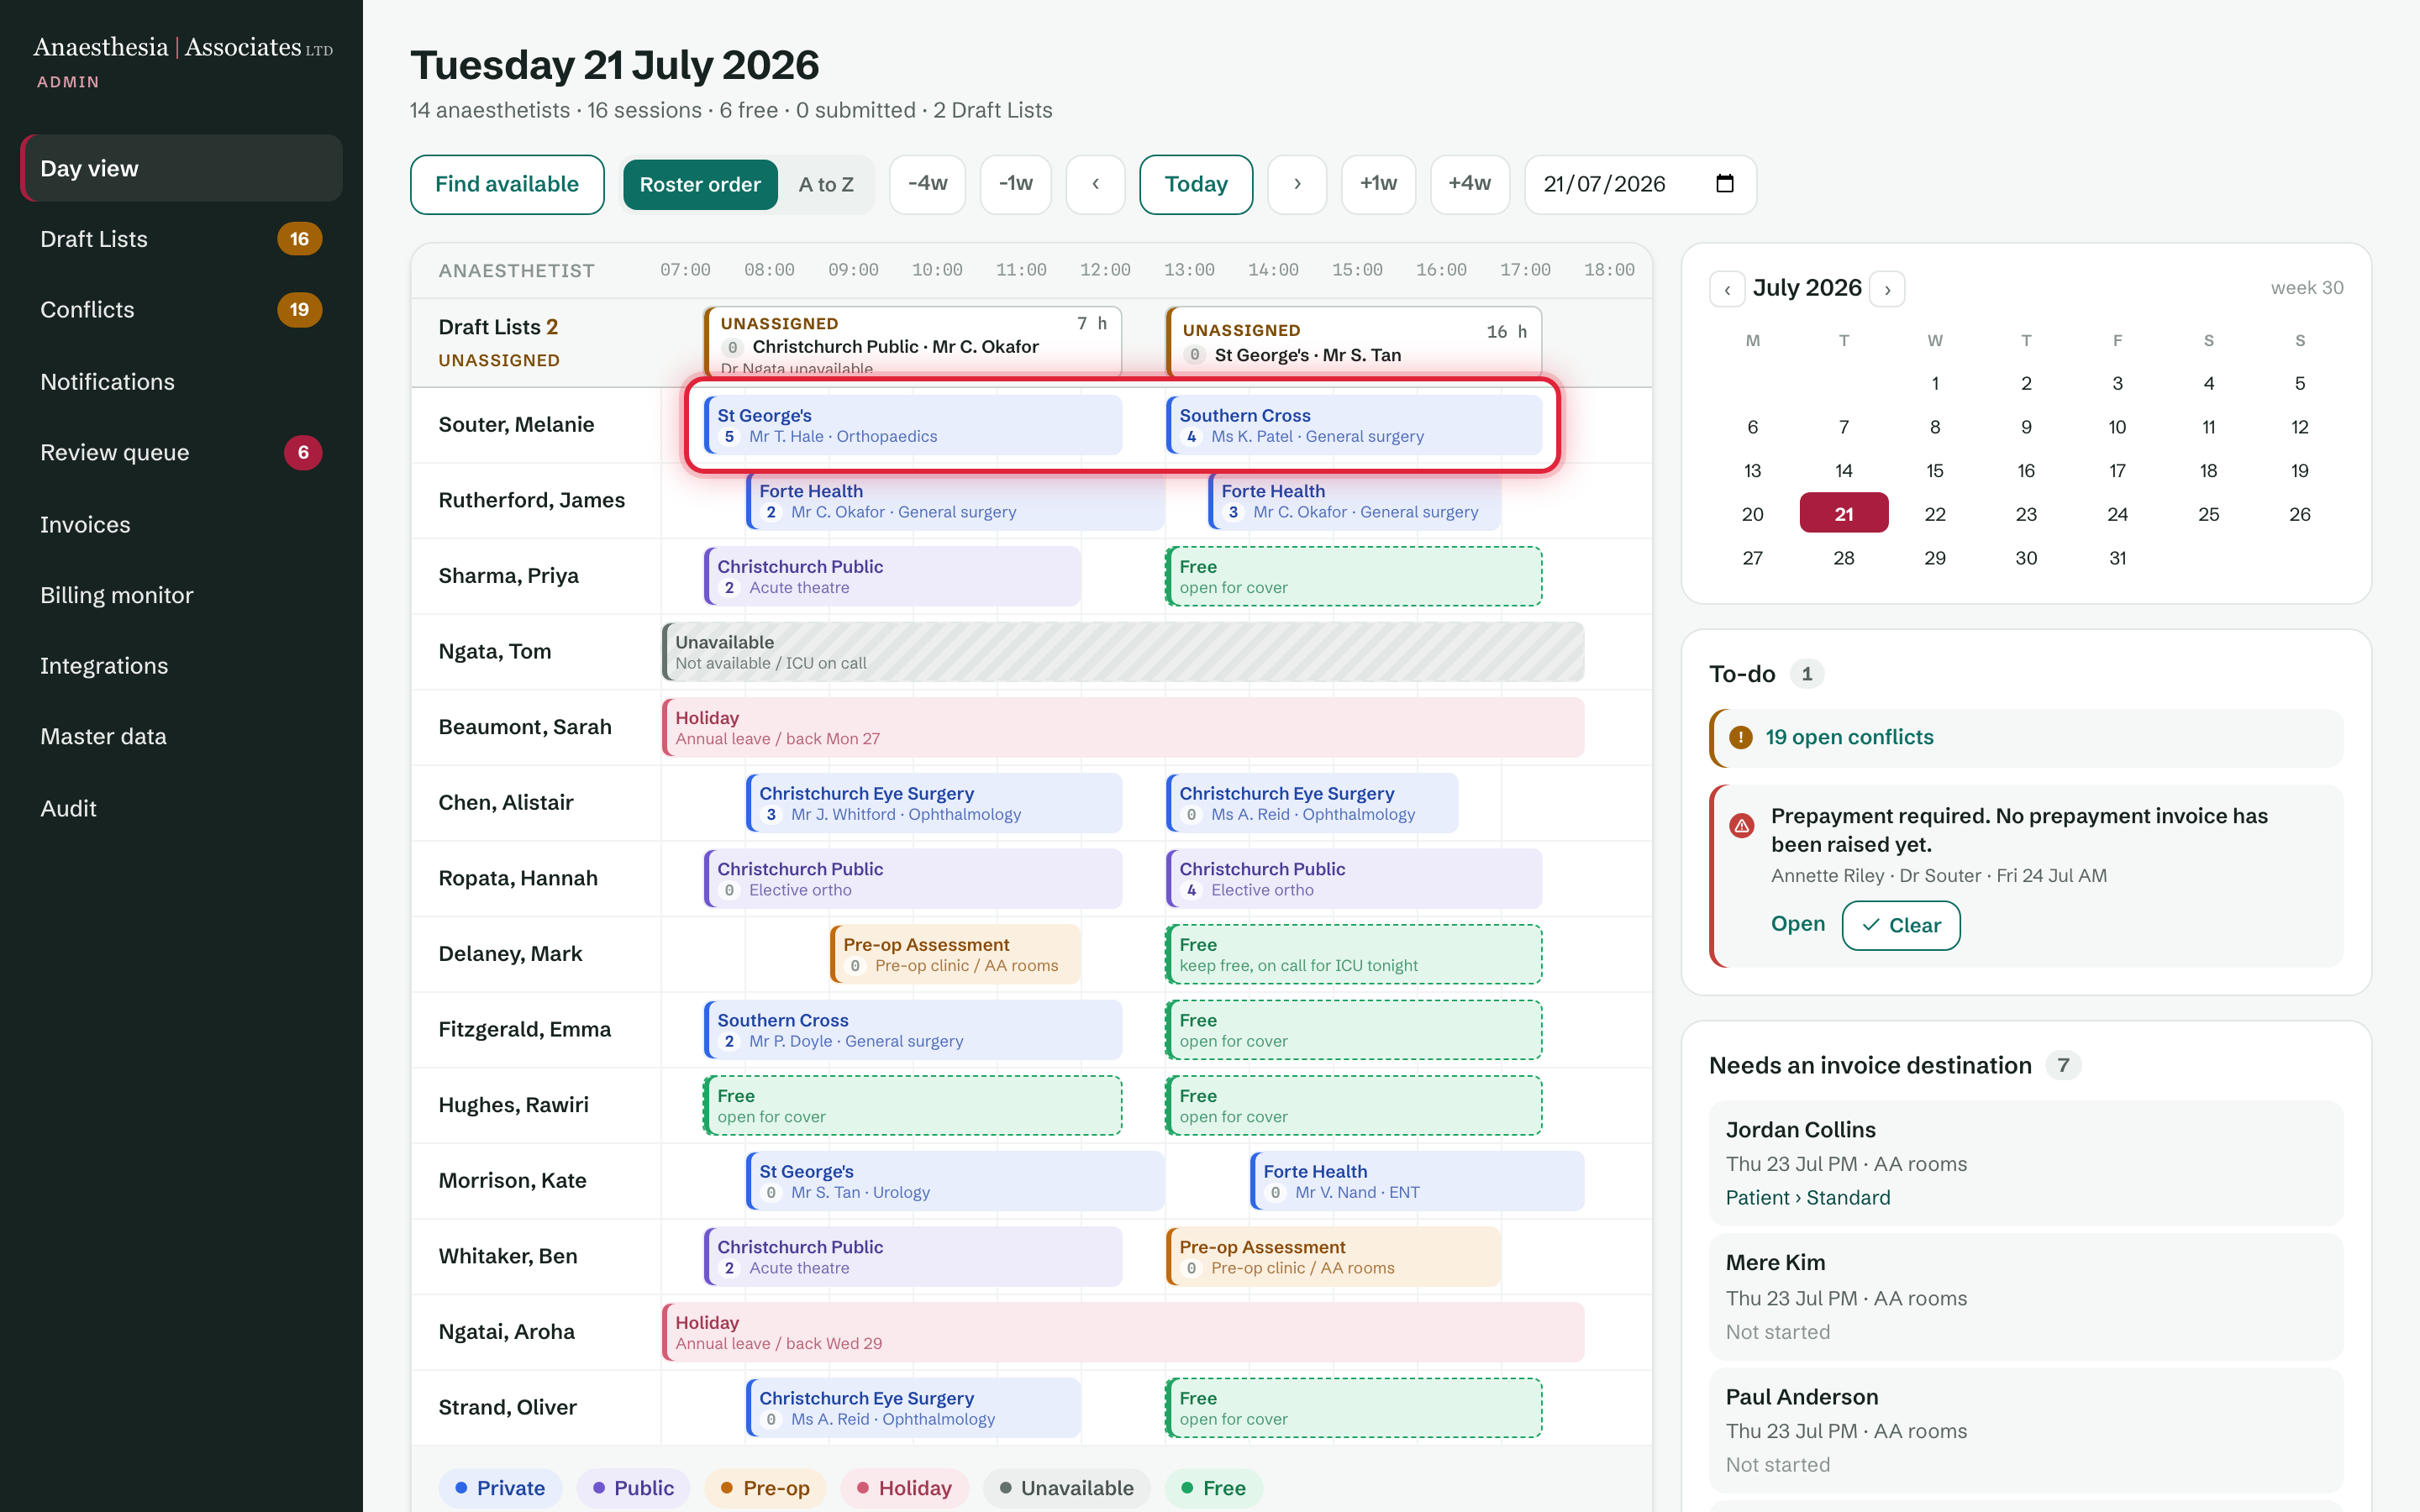 Anaesthesia | Associates LTD
ADMIN
Day view
Draft Lists 16
Conflicts 19
Notifications
Review queue 6
Invoices
Billing monitor
Integrations
Master data
Audit
Tuesday 21 July 2026
14 anaesthetists · 16 sessions · 6 free · 0 submitted · 2 Draft Lists
Find available Roster order A to Z -4w -1w ‹ Today › +1w +4w 21/07/2026
ANAESTHETIST 07:00 08:00 09:00 10:00 11:00 12:00 13:00 14:00 15:00 16:00 17:00 18:00
Draft Lists 2
UNASSIGNED
UNASSIGNED 7 h
0 Christchurch Public · Mr C. Okafor
Dr Ngata unavailable
UNASSIGNED 16 h
0 St George's · Mr S. Tan
Souter, Melanie
St George's
5 Mr T. Hale · Orthopaedics
Southern Cross
4 Ms K. Patel · General surgery
Rutherford, James
Forte Health
2 Mr C. Okafor · General surgery
Forte Health
3 Mr C. Okafor · General surgery
Sharma, Priya
Christchurch Public
2 Acute theatre
Free
open for cover
Ngata, Tom
Unavailable
Not available / ICU on call
Beaumont, Sarah
Holiday
Annual leave / back Mon 27
Chen, Alistair
Christchurch Eye Surgery
3 Mr J. Whitford · Ophthalmology
Christchurch Eye Surgery
0 Ms A. Reid · Ophthalmology
Ropata, Hannah
Christchurch Public
0 Elective ortho
Christchurch Public
4 Elective ortho
Delaney, Mark
Pre-op Assessment
0 Pre-op clinic / AA rooms
Free
keep free, on call for ICU tonight
Fitzgerald, Emma
Southern Cross
2 Mr P. Doyle · General surgery
Free
open for cover
Hughes, Rawiri
Free
open for cover
Free
open for cover
Morrison, Kate
St George's
0 Mr S. Tan · Urology
Forte Health
0 Mr V. Nand · ENT
Whitaker, Ben
Christchurch Public
2 Acute theatre
Pre-op Assessment
0 Pre-op clinic / AA rooms
Ngatai, Aroha
Holiday
Annual leave / back Wed 29
Strand, Oliver
Christchurch Eye Surgery
0 Ms A. Reid · Ophthalmology
Free
open for cover
Private Public Pre-op Holiday Unavailable Free
‹ July 2026 › week 30
M T W T F S S
1 2 3 4 5
6 7 8 9 10 11 12
13 14 15 16 17 18 19
20 21 22 23 24 25 26
27 28 29 30 31
To-do 1
19 open conflicts
Prepayment required. No prepayment invoice has
been raised yet.
Annette Riley · Dr Souter · Fri 24 Jul AM
Open ✓ Clear
Needs an invoice destination 7
Jordan Collins
Thu 23 Jul PM · AA rooms
Patient › Standard
Mere Kim
Thu 23 Jul PM · AA rooms
Not started
Paul Anderson
Thu 23 Jul PM · AA rooms
Not started